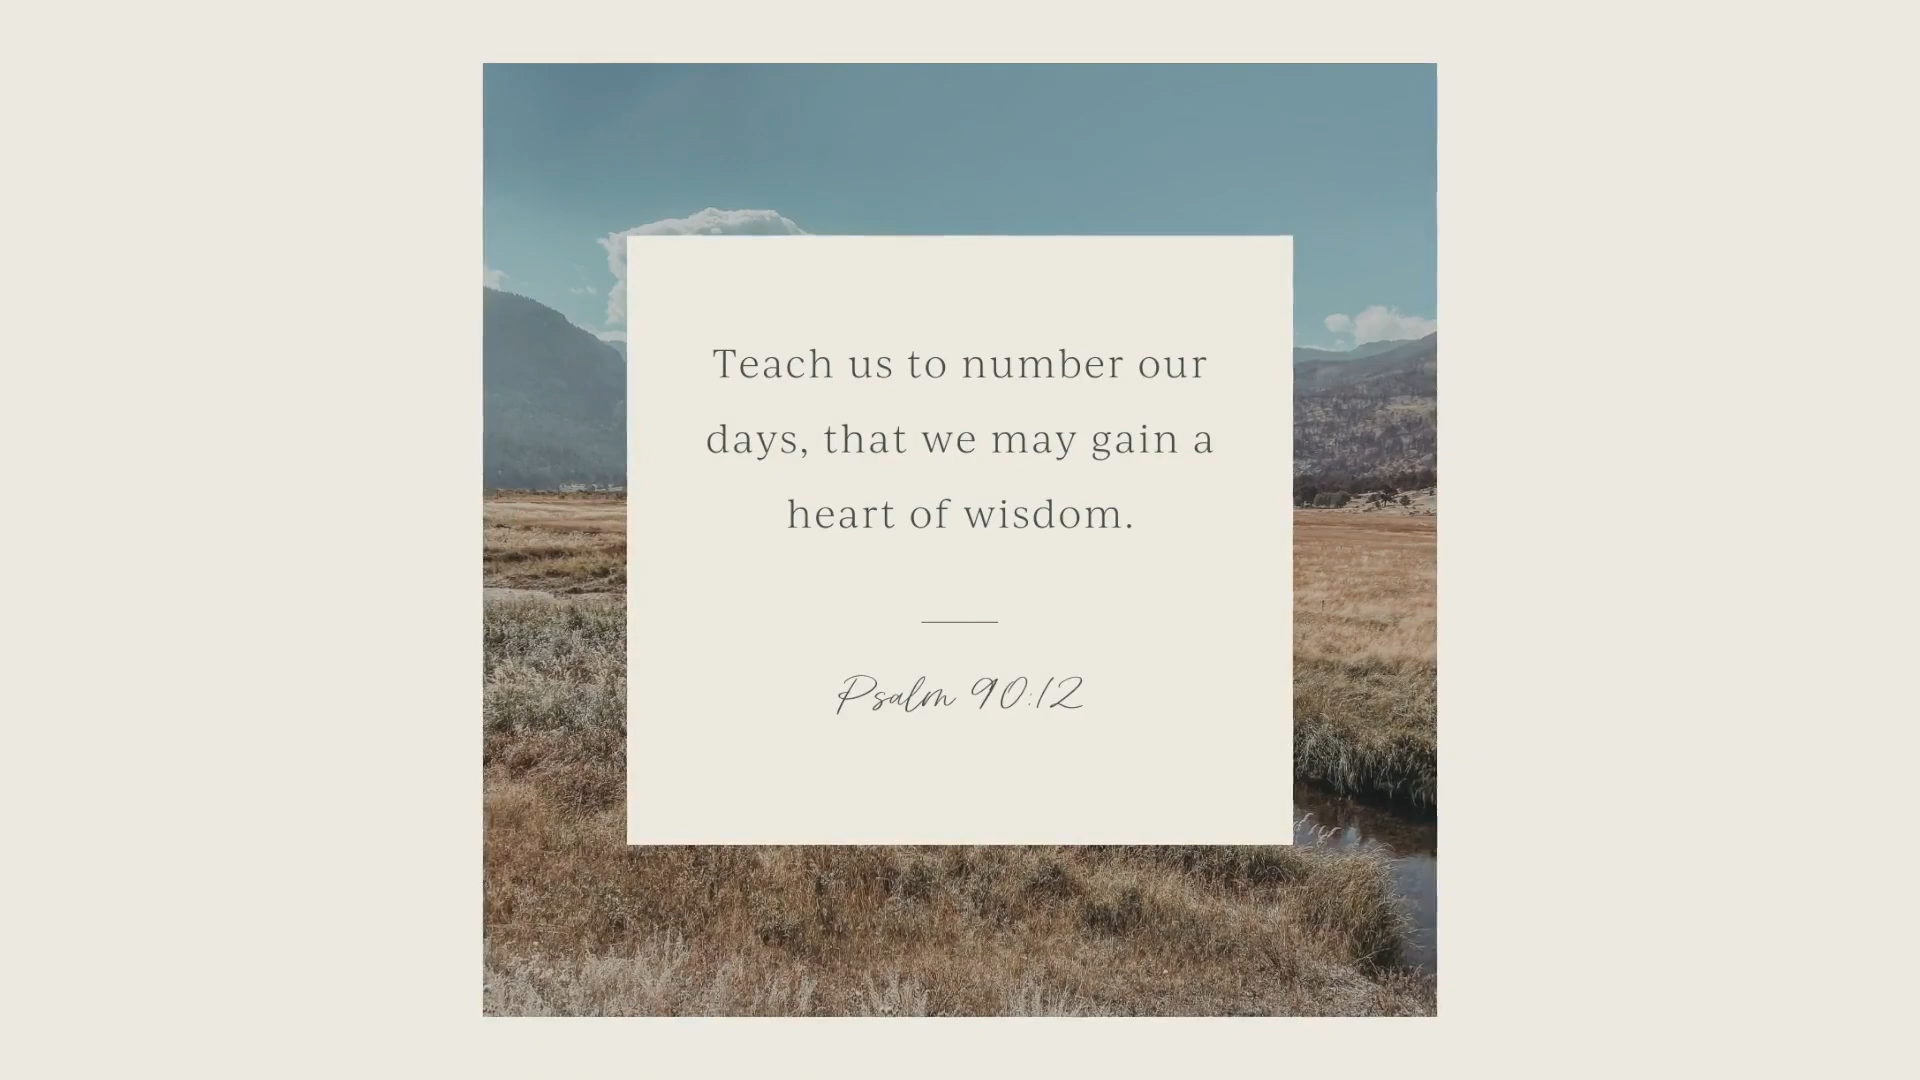 Teach us to number our
days, that we may gain a
heart of wisdom.
Psalm 90:12